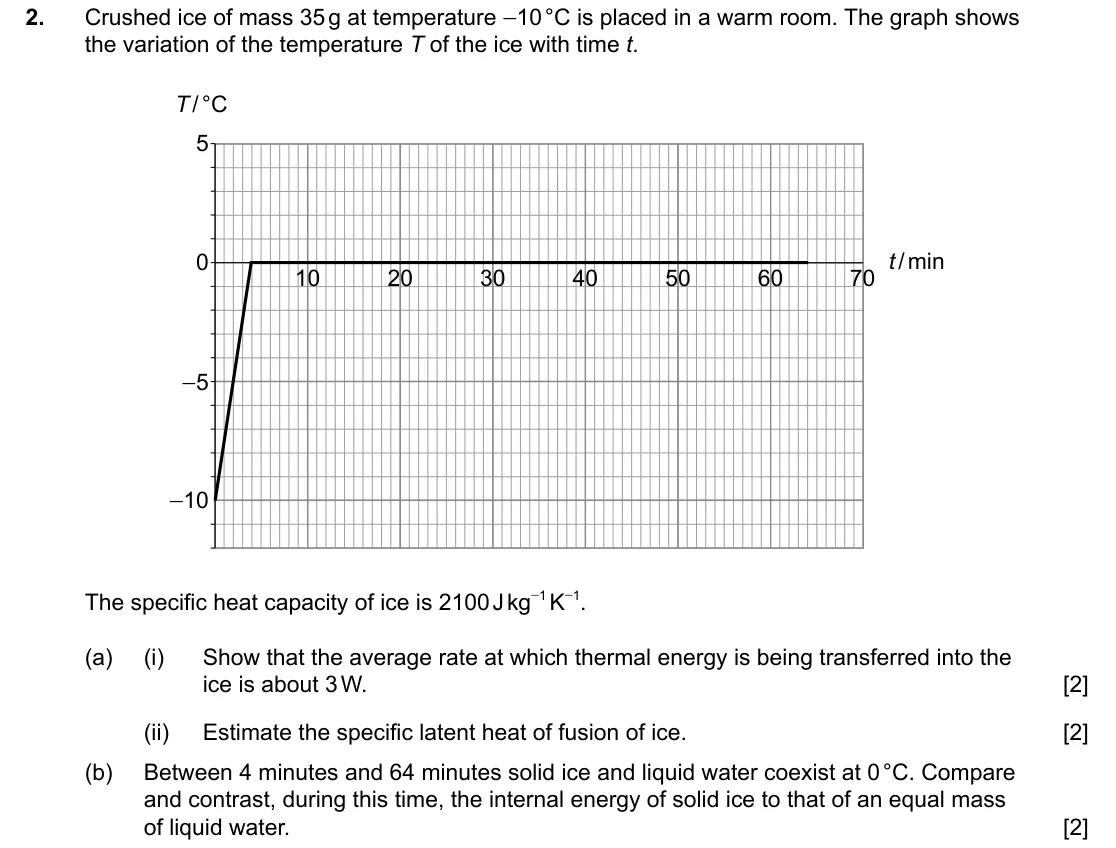 2. Crushed ice of mass 35 g at temperature –10 °C is placed in a warm room. The graph shows
the variation of the temperature T of the ice with time t.
T / °C
5
0
10 20 30 40 50 60 70
t / min
–5
–10
The specific heat capacity of ice is 2100 J kg⁻¹ K⁻¹.
(a) (i) Show that the average rate at which thermal energy is being transferred into the
ice is about 3 W. [2]
(ii) Estimate the specific latent heat of fusion of ice. [2]
(b) Between 4 minutes and 64 minutes solid ice and liquid water coexist at 0 °C. Compare
and contrast, during this time, the internal energy of solid ice to that of an equal mass
of liquid water. [2]